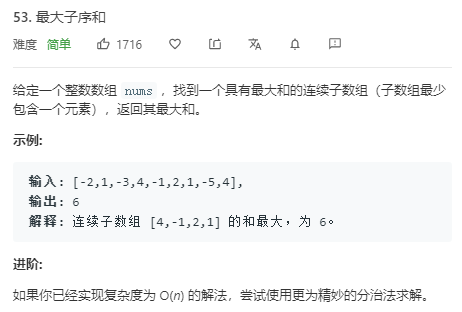 53. 最大子序和
难度 简单 1716
给定一个整数数组 nums ，找到一个具有最大和的连续子数组（子数组最少
包含一个元素），返回其最大和。
示例:
输入: [-2,1,-3,4,-1,2,1,-5,4],
输出: 6
解释: 连续子数组 [4,-1,2,1] 的和最大，为 6。
进阶:
如果你已经实现复杂度为 O(n) 的解法，尝试使用更为精妙的分治法求解。